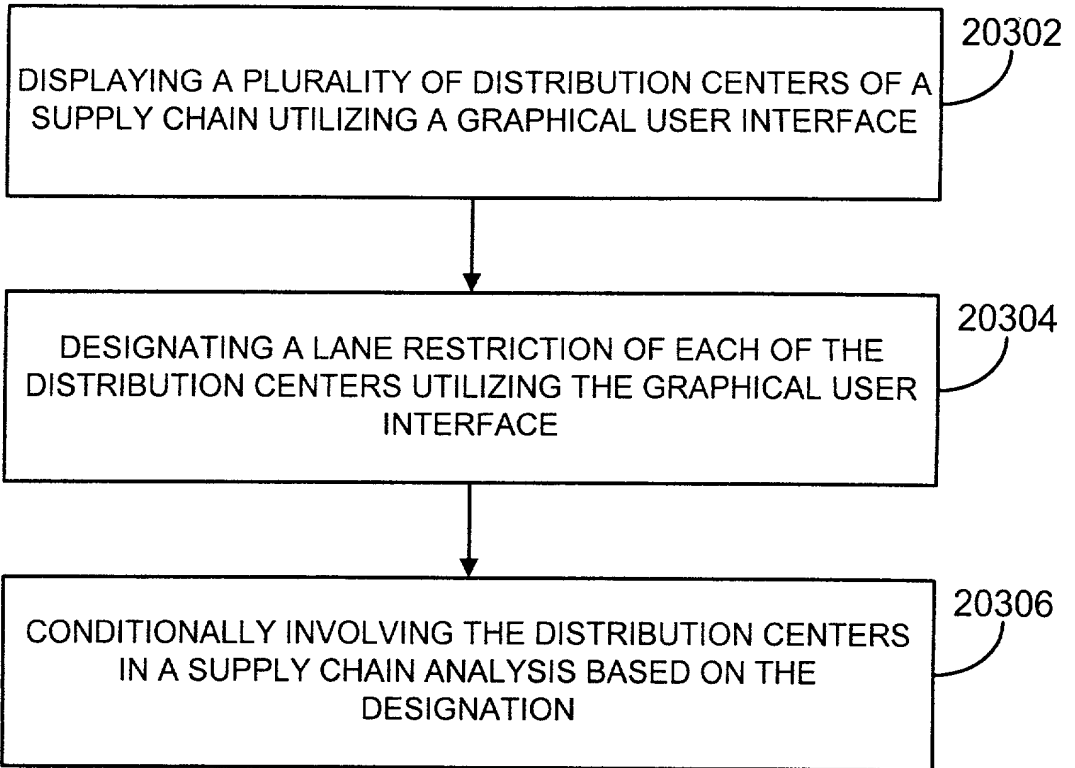 20302
DISPLAYING A PLURALITY OF DISTRIBUTION CENTERS OF A
SUPPLY CHAIN UTILIZING A GRAPHICAL USER INTERFACE
20304
DESIGNATING A LANE RESTRICTION OF EACH OF THE
DISTRIBUTION CENTERS UTILIZING THE GRAPHICAL USER
INTERFACE
20306
CONDITIONALLY INVOLVING THE DISTRIBUTION CENTERS
IN A SUPPLY CHAIN ANALYSIS BASED ON THE
DESIGNATION